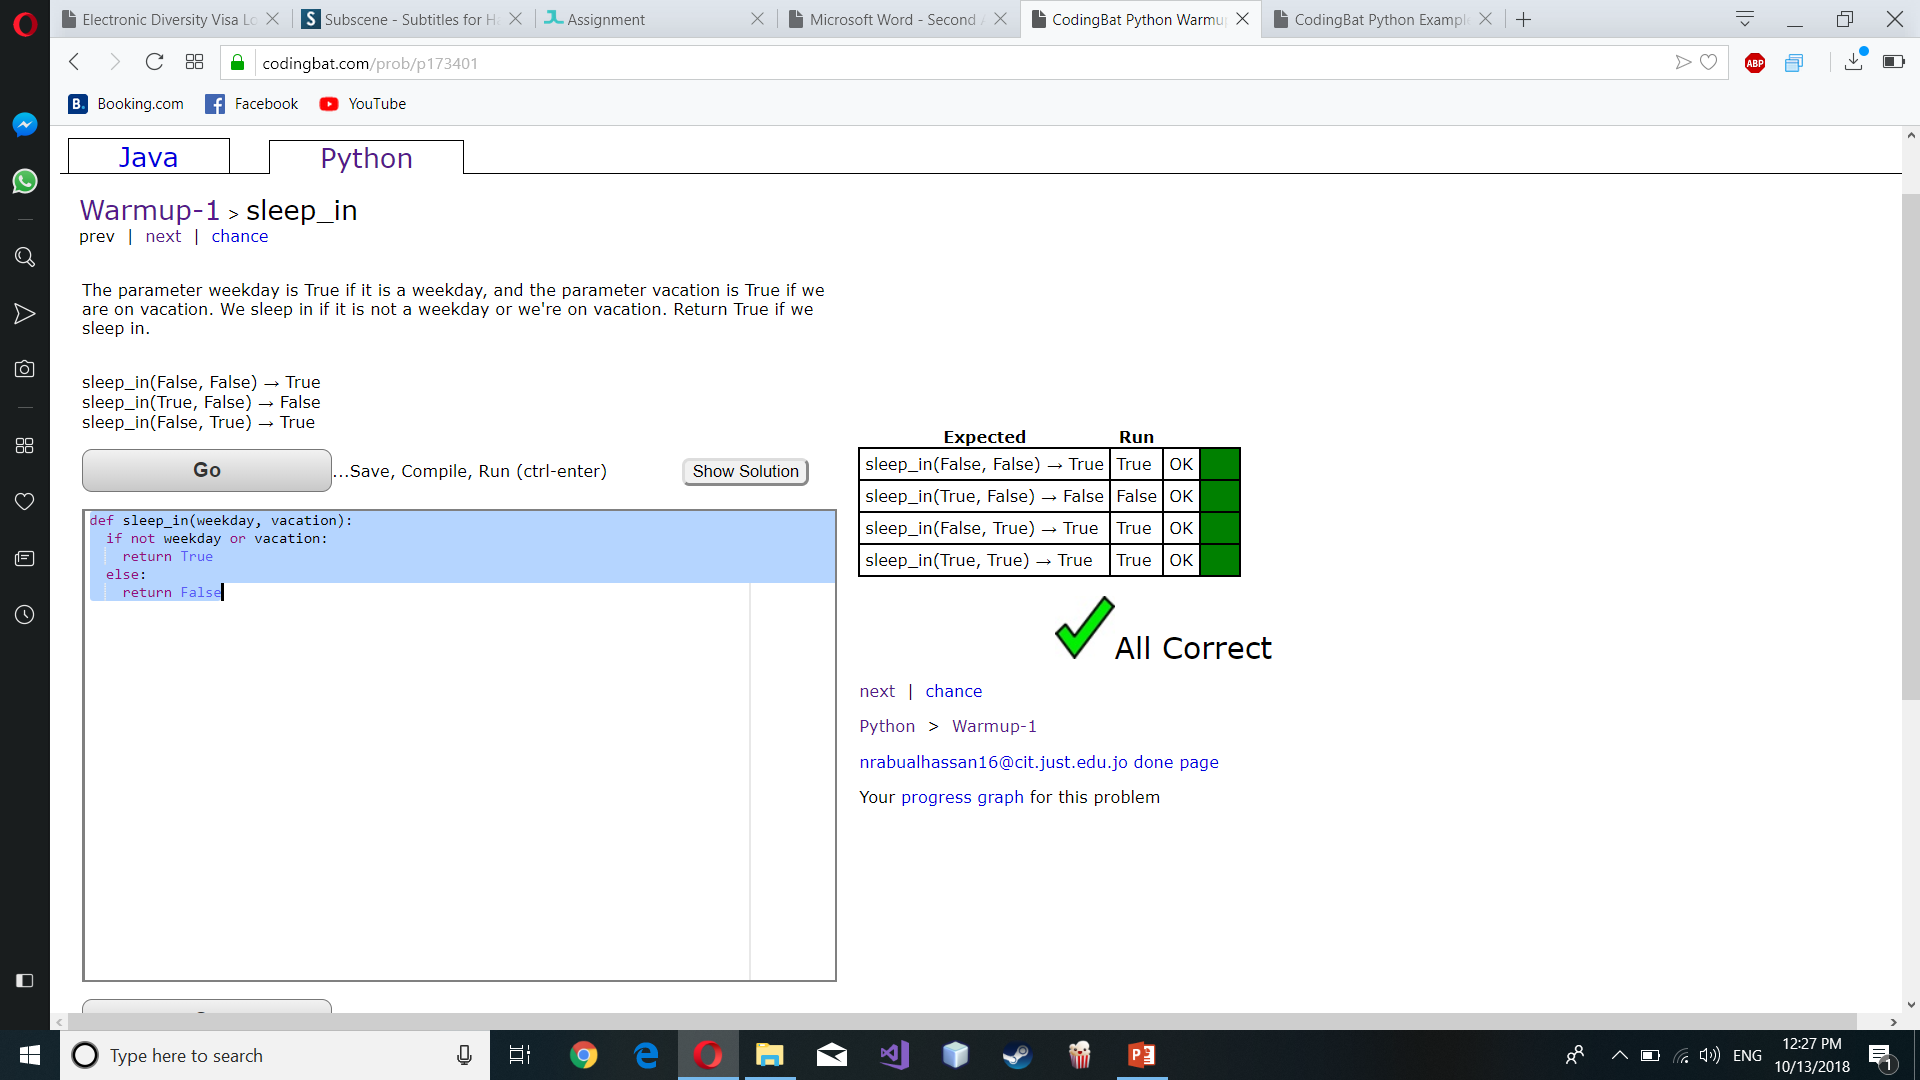 Electronic Diversity Visa Lo
Subscene - Subtitles for H
Assignment
Microsoft Word - Second A
CodingBat Python Warmu
CodingBat Python Exampl
codingbat.com/prob/p173401
ABP
B. Booking.com
Facebook
YouTube
Java
Python
Warmup-1 > sleep_in
prev | next | chance
The parameter weekday is True if it is a weekday, and the parameter vacation is True if we
are on vacation. We sleep in if it is not a weekday or we're on vacation. Return True if we
sleep in.
sleep_in(False, False) → True
sleep_in(True, False) → False
sleep_in(False, True) → True
Go
...Save, Compile, Run (ctrl-enter)
Show Solution
def sleep_in(weekday, vacation):
if not weekday or vacation:
return True
else:
return False
Expected Run
sleep_in(False, False) → True True OK
sleep_in(True, False) → False False OK
sleep_in(False, True) → True True OK
sleep_in(True, True) → True True OK
All Correct
next | chance
Python > Warmup-1
nrabualhassan16@cit.just.edu.jo done page
Your progress graph for this problem
Type here to search
ENG
12:27 PM
10/13/2018
1